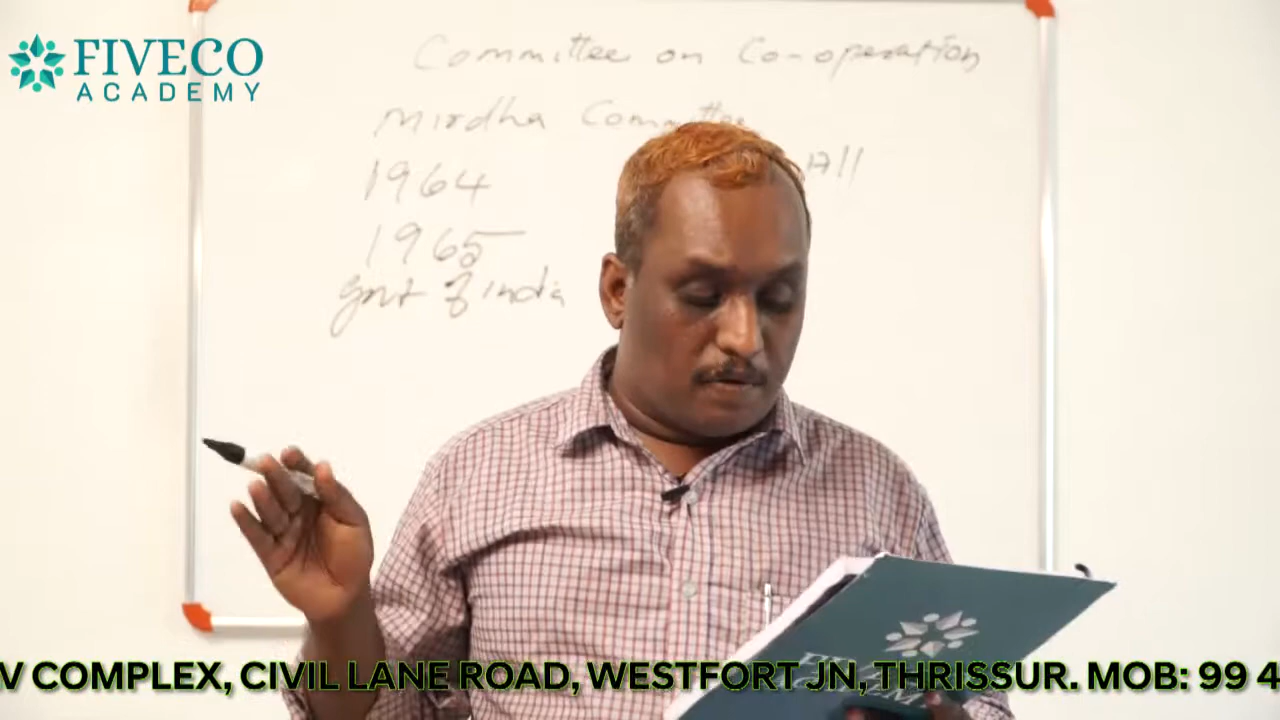 FIVECO
ACADEMY
Committee on Co-operation
Mirdha Committee
1964
1965
Govt of India
V COMPLEX, CIVIL LANE ROAD, WESTFORT JN, THRISSUR. MOB: 99 4